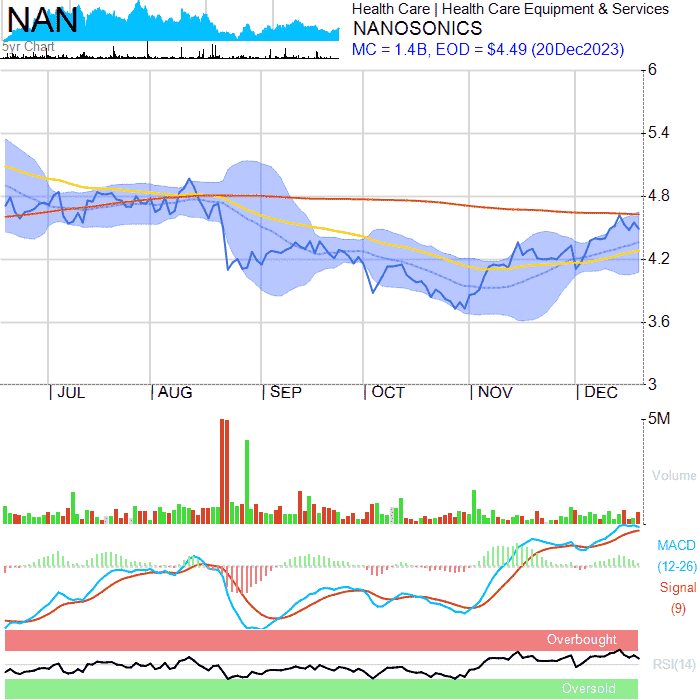 NAN
Health Care | Health Care Equipment & Services
NANOSONICS
5yr Chart
MC = 1.4B, EOD = $4.49 (20Dec2023)
6
5.4
4.8
4.2
3.6
3
JUL
AUG
SEP
OCT
NOV
DEC
5M
Volume
MACD
(12-26)
Signal
(9)
Overbought
RSI(14)
Oversold